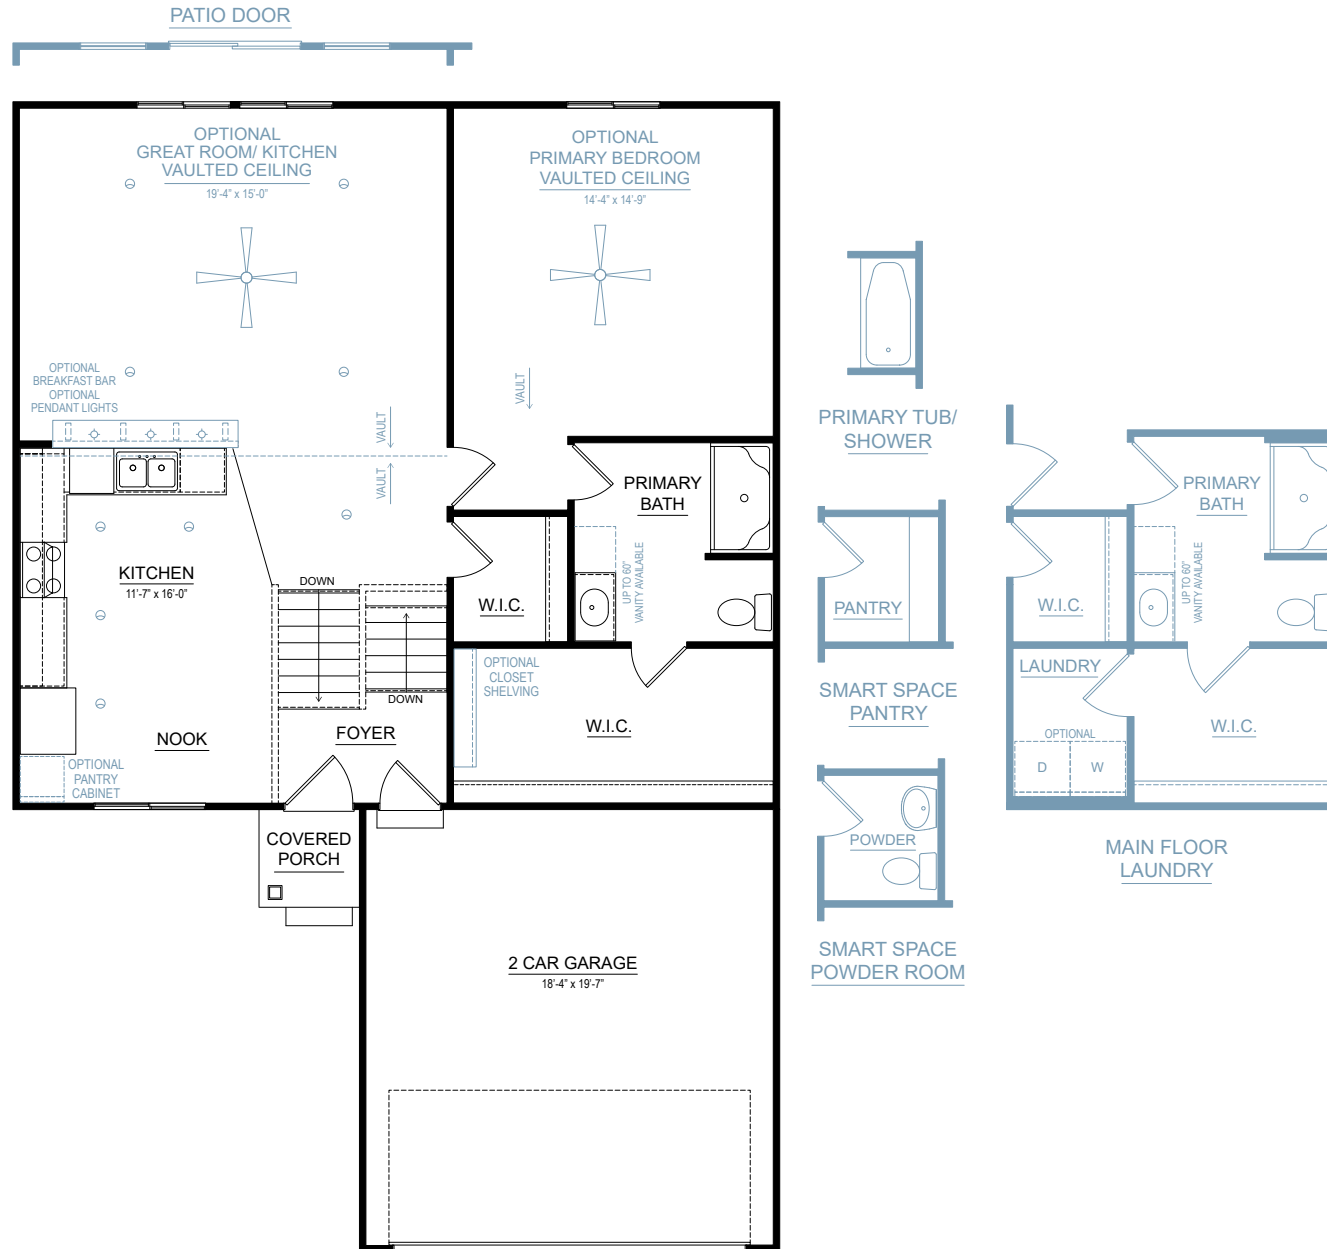 PATIO DOOR
OPTIONAL
GREAT ROOM/ KITCHEN
VAULTED CEILING
19'-4" x 15'-0"
OPTIONAL
PRIMARY BEDROOM
VAULTED CEILING
14'-4" x 14'-9"
OPTIONAL
BREAKFAST BAR
OPTIONAL
PENDANT LIGHTS
VAULT
VAULT
VAULT
KITCHEN
11'-7" x 16'-0"
DOWN
DOWN
PRIMARY
BATH
UP TO 60"
VANITY AVAILABLE
W.I.C.
OPTIONAL
CLOSET
SHELVING
W.I.C.
NOOK
FOYER
OPTIONAL
PANTRY
CABINET
COVERED
PORCH
2 CAR GARAGE
18'-4" x 19'-7"
PRIMARY TUB/
SHOWER
PANTRY
SMART SPACE
PANTRY
POWDER
SMART SPACE
POWDER ROOM
PRIMARY
BATH
UP TO 60"
VANITY AVAILABLE
W.I.C.
LAUNDRY
OPTIONAL
D
W
W.I.C.
MAIN FLOOR
LAUNDRY